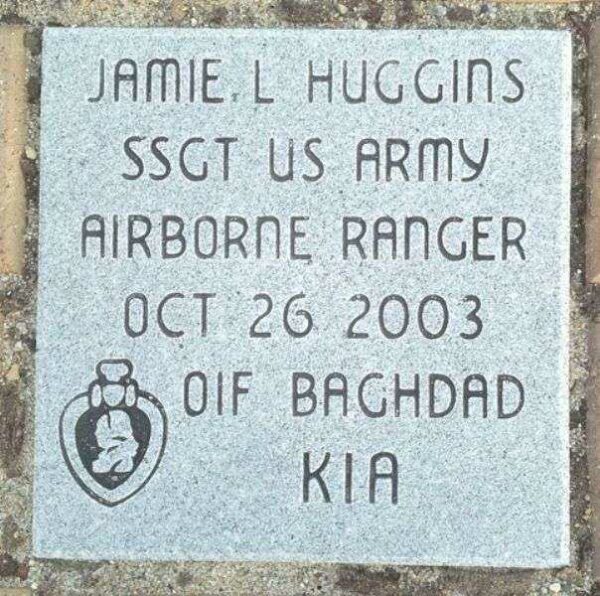 JAMIE L HUGGINS
SSGT US ARMY
AIRBORNE RANGER
OCT 26 2003
OIF BAGHDAD
KIA